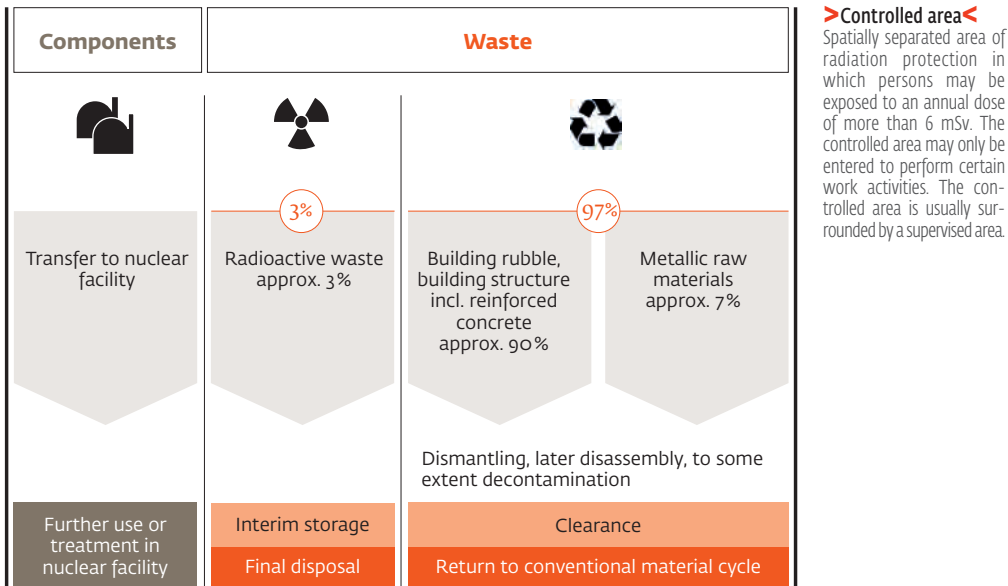 Components
Waste
3%
97%
Transfer to nuclear
facility
Radioactive waste
approx. 3%
Building rubble,
building structure
incl. reinforced
concrete
approx. 90%
Metallic raw
materials
approx. 7%
Dismantling, later disassembly, to some
extent decontamination
Further use or
treatment in
nuclear facility
Interim storage
Final disposal
Clearance
Return to conventional material cycle
>Controlled area<
Spatially separated area of
radiation protection in
which persons may be
exposed to an annual dose
of more than 6 mSv. The
controlled area may only be
entered to perform certain
work activities. The con-
trolled area is usually sur-
rounded by a supervised area.